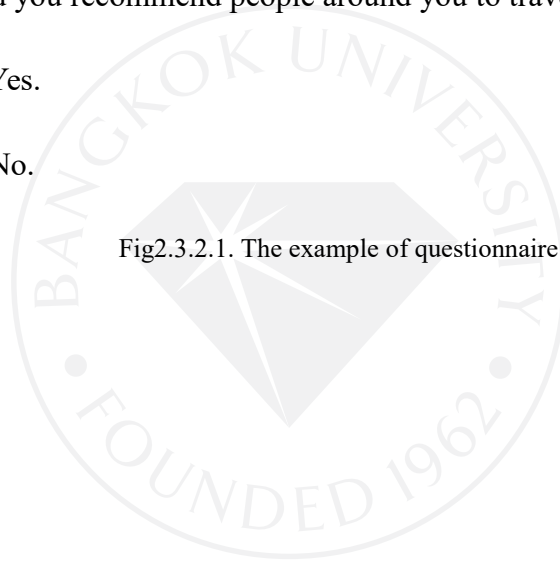 you recommend people around you to trav
Yes.
No.
Fig2.3.2.1. The example of questionnaire
BANGKOK UNIVERSITY
FOUNDED 1962